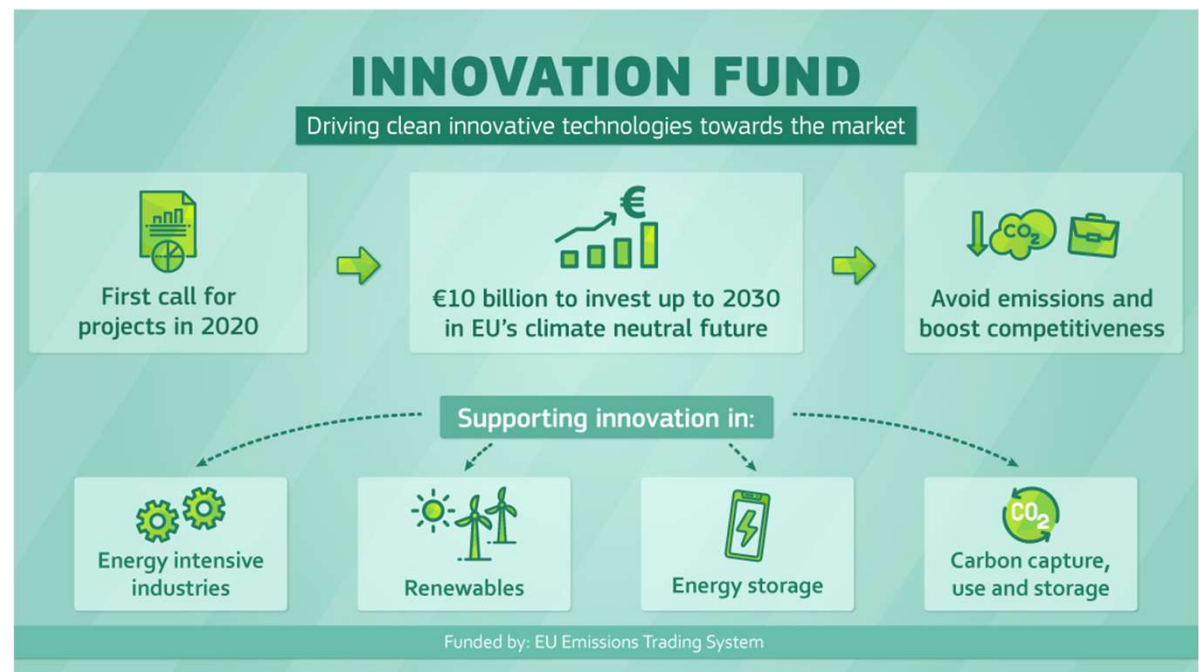 INNOVATION FUND
Driving clean innovative technologies towards the market
First call for
projects in 2020
€
€10 billion to invest up to 2030
in EU's climate neutral future
CO2
Avoid emissions and
boost competitiveness
Supporting innovation in:
Energy intensive
industries
Renewables
Energy storage
CO2
Carbon capture,
use and storage
Funded by: EU Emissions Trading System